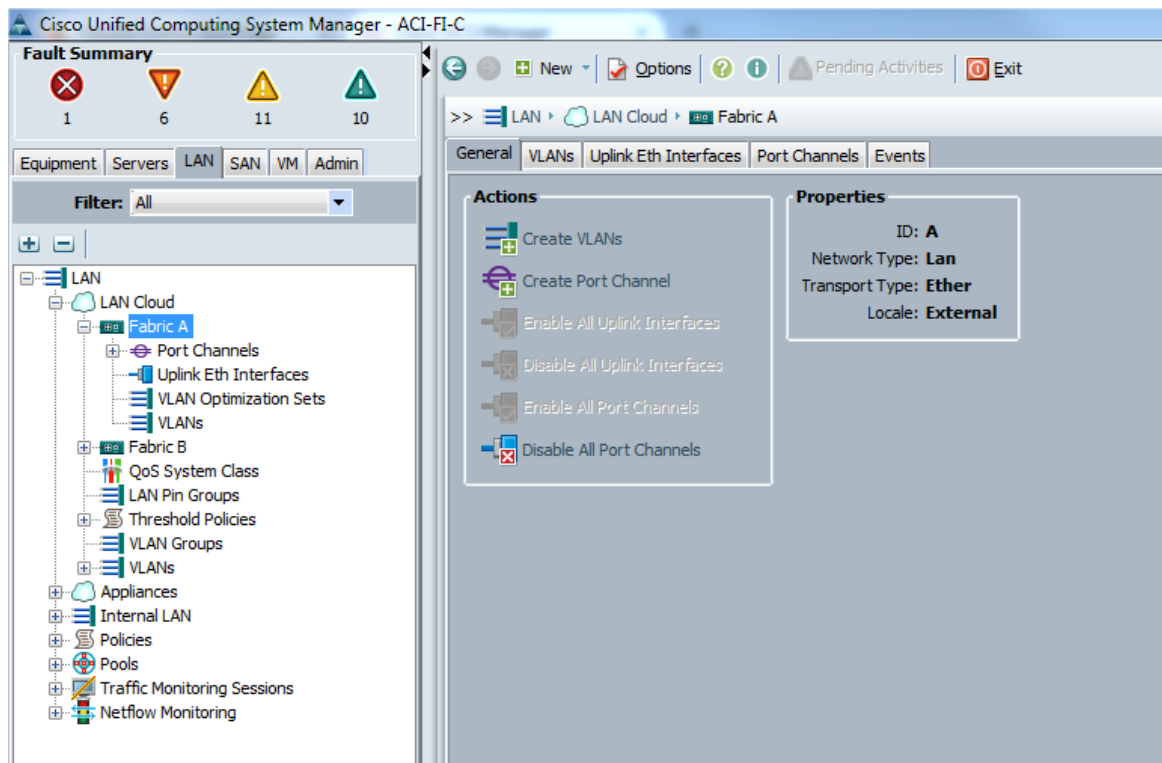 Cisco Unified Computing System Manager - ACI-FI-C
Fault Summary
1 6 11 10
Equipment Servers LAN SAN VM Admin
Filter: All
LAN
LAN Cloud
Fabric A
Port Channels
Uplink Eth Interfaces
VLAN Optimization Sets
VLANs
Fabric B
QoS System Class
LAN Pin Groups
Threshold Policies
VLAN Groups
VLANs
Appliances
Internal LAN
Policies
Pools
Traffic Monitoring Sessions
Netflow Monitoring
New Options Pending Activities Exit
>> LAN LAN Cloud Fabric A
General VLANs Uplink Eth Interfaces Port Channels Events
Actions
Create VLANs
Create Port Channel
Enable All Uplink Interfaces
Disable All Uplink Interfaces
Enable All Port Channels
Disable All Port Channels
Properties
ID: A
Network Type: Lan
Transport Type: Ether
Locale: External